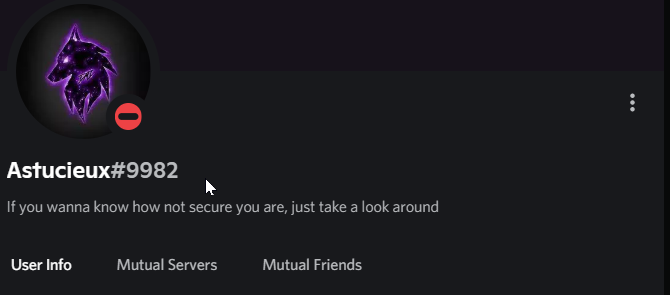 Astucieux#9982
If you wanna know how not secure you are, just take a look around
User Info Mutual Servers Mutual Friends